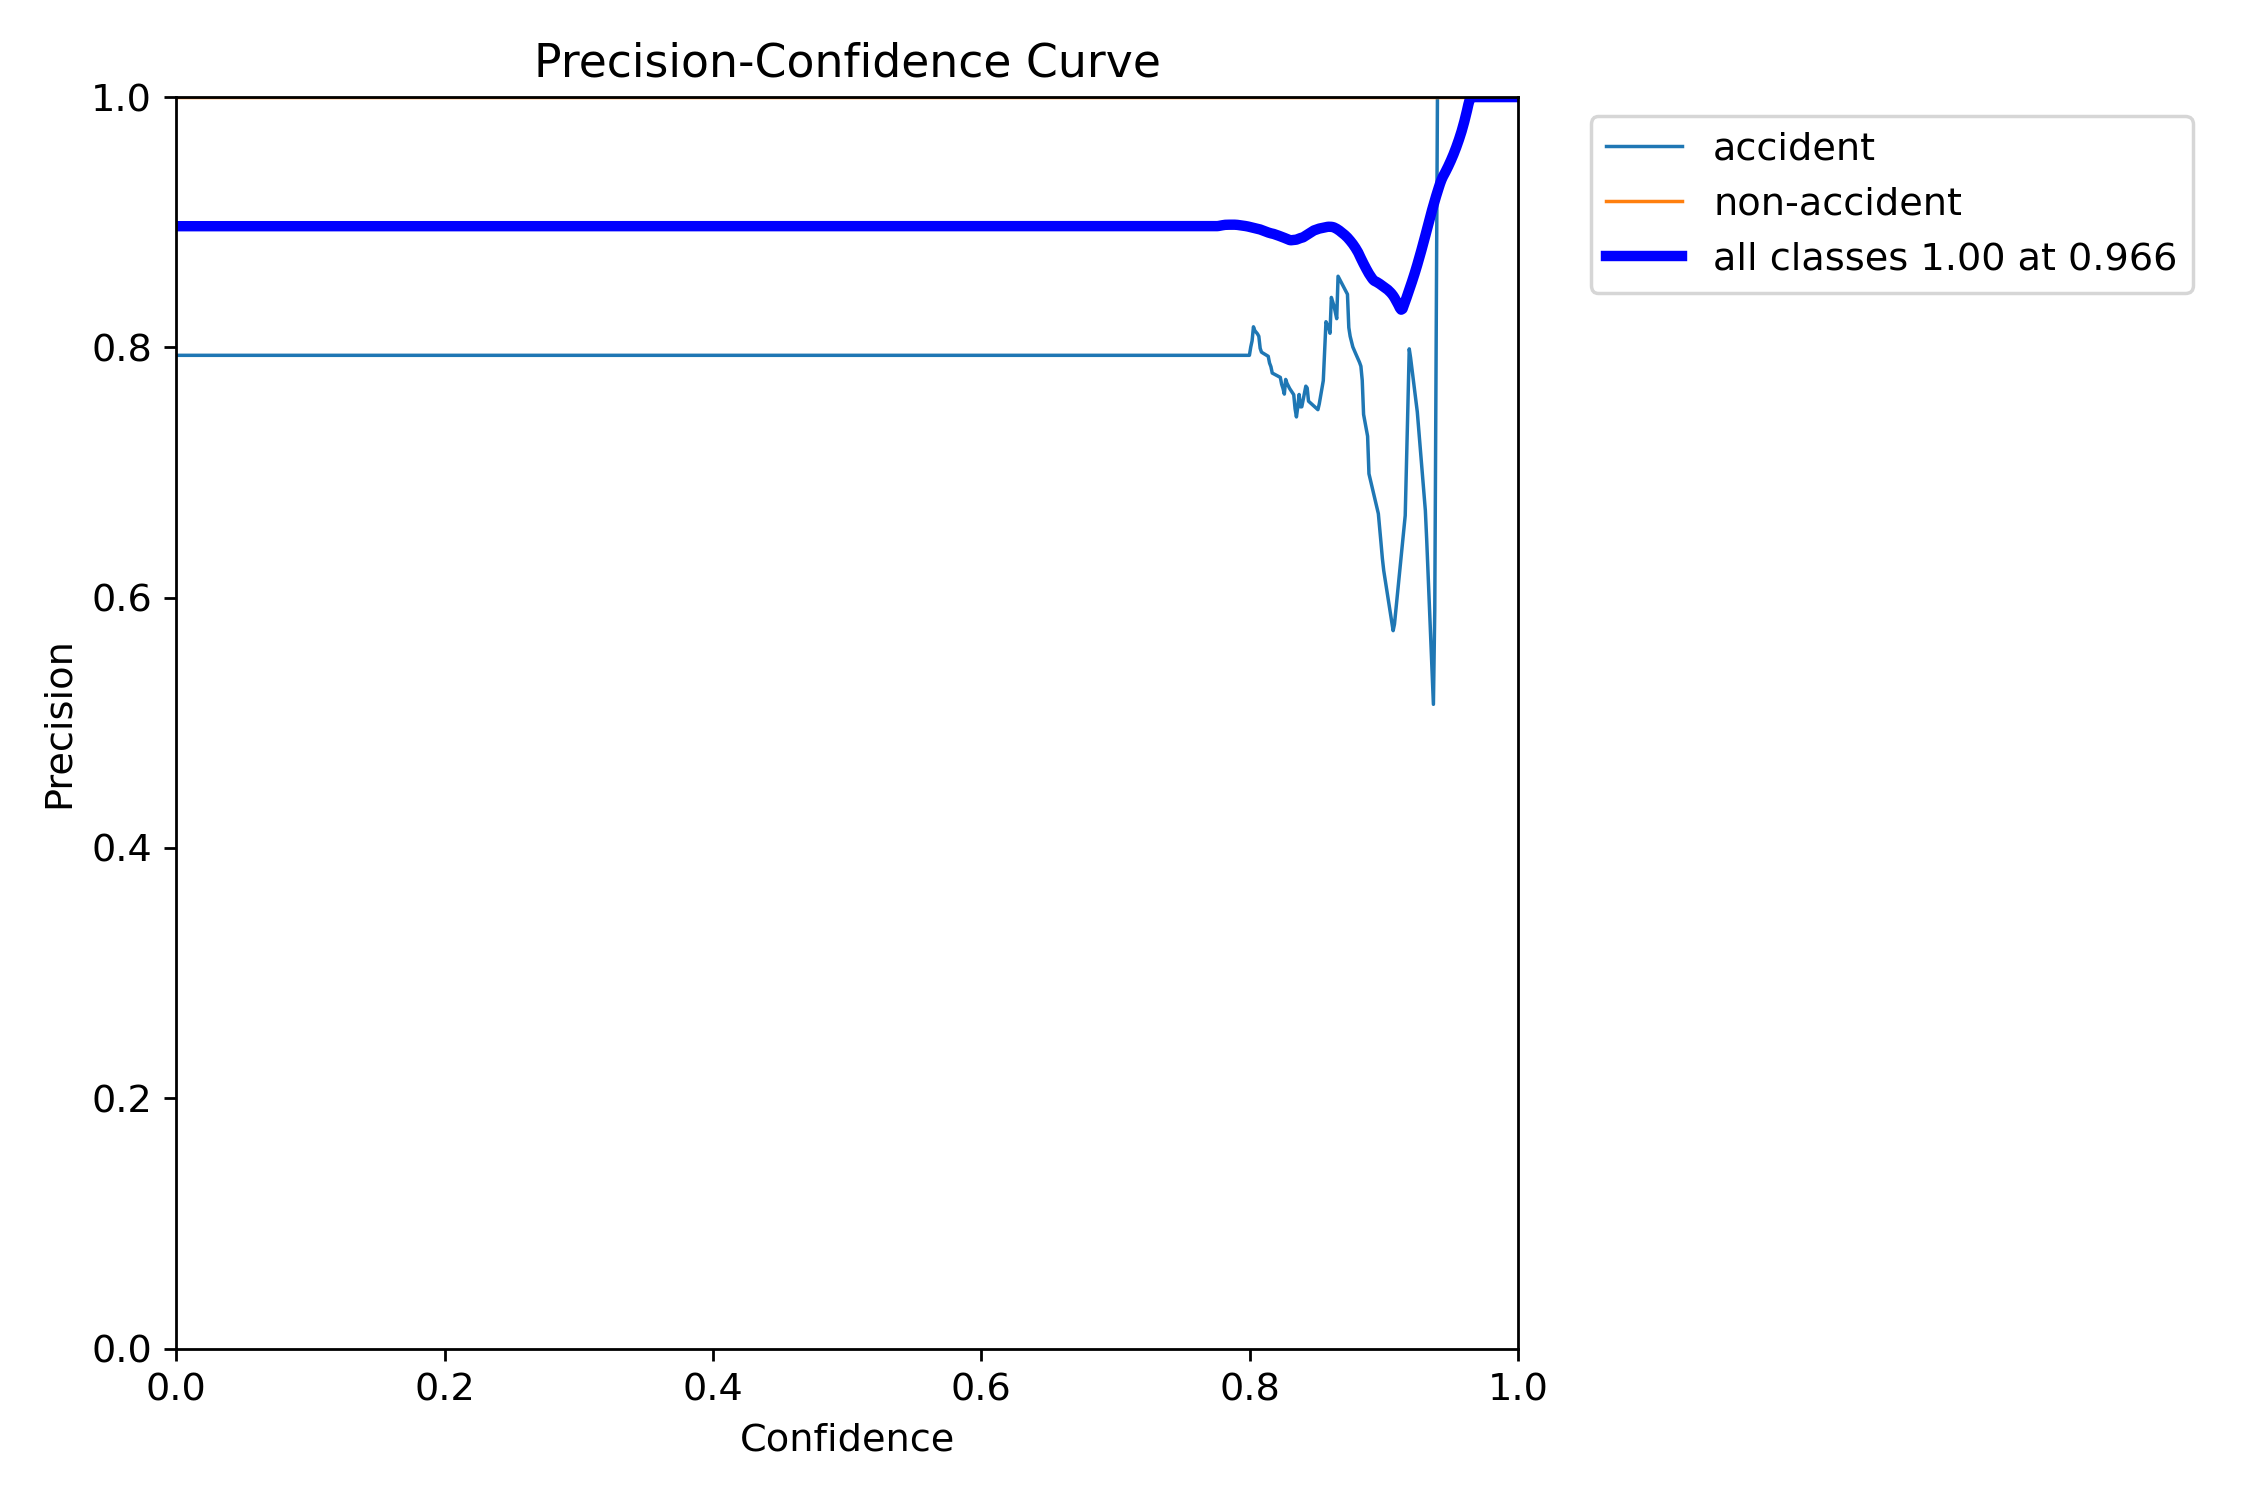 Precision-Confidence Curve
1.0
0.8
0.6
0.4
0.2
0.0
Precision
0.0 0.2 0.4 0.6 0.8 1.0
Confidence
accident
non-accident
all classes 1.00 at 0.966